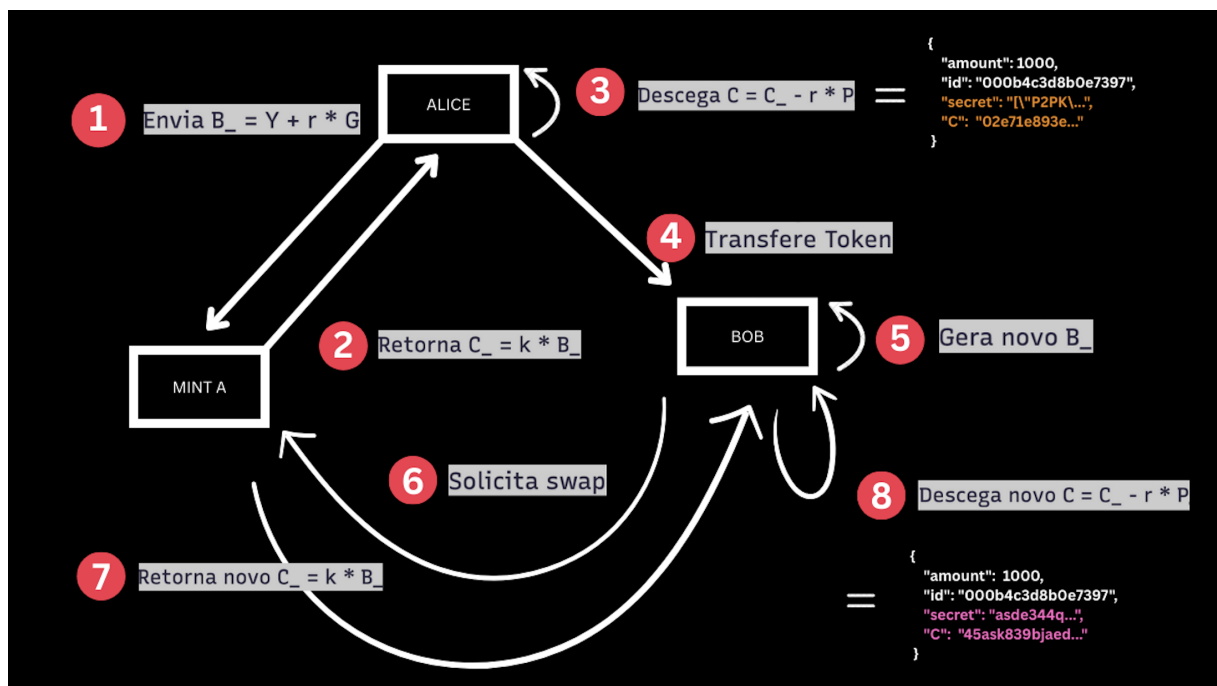 1 Envia B_ = Y + r * G
ALICE
3 Descega C = C_ - r * P =
{
"amount": 1000,
"id": "000b4c3d8b0e7397",
"secret": "[\"P2PK\...",
"C": "02e71e893e..."
}
4 Transfere Token
2 Retorna C_ = k * B_
BOB
5 Gera novo B_
MINT A
6 Solicita swap
8 Descega novo C = C_ - r * P
7 Retorna novo C_ = k * B_
=
{
"amount": 1000,
"id": "000b4c3d8b0e7397",
"secret": "asde344q...",
"C": "45ask839bjaed..."
}